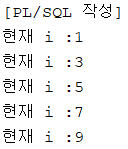 [PL/SQL 작성]
현재 i :1
현재 i :3
현재 i :5
현재 i :7
현재 i :9